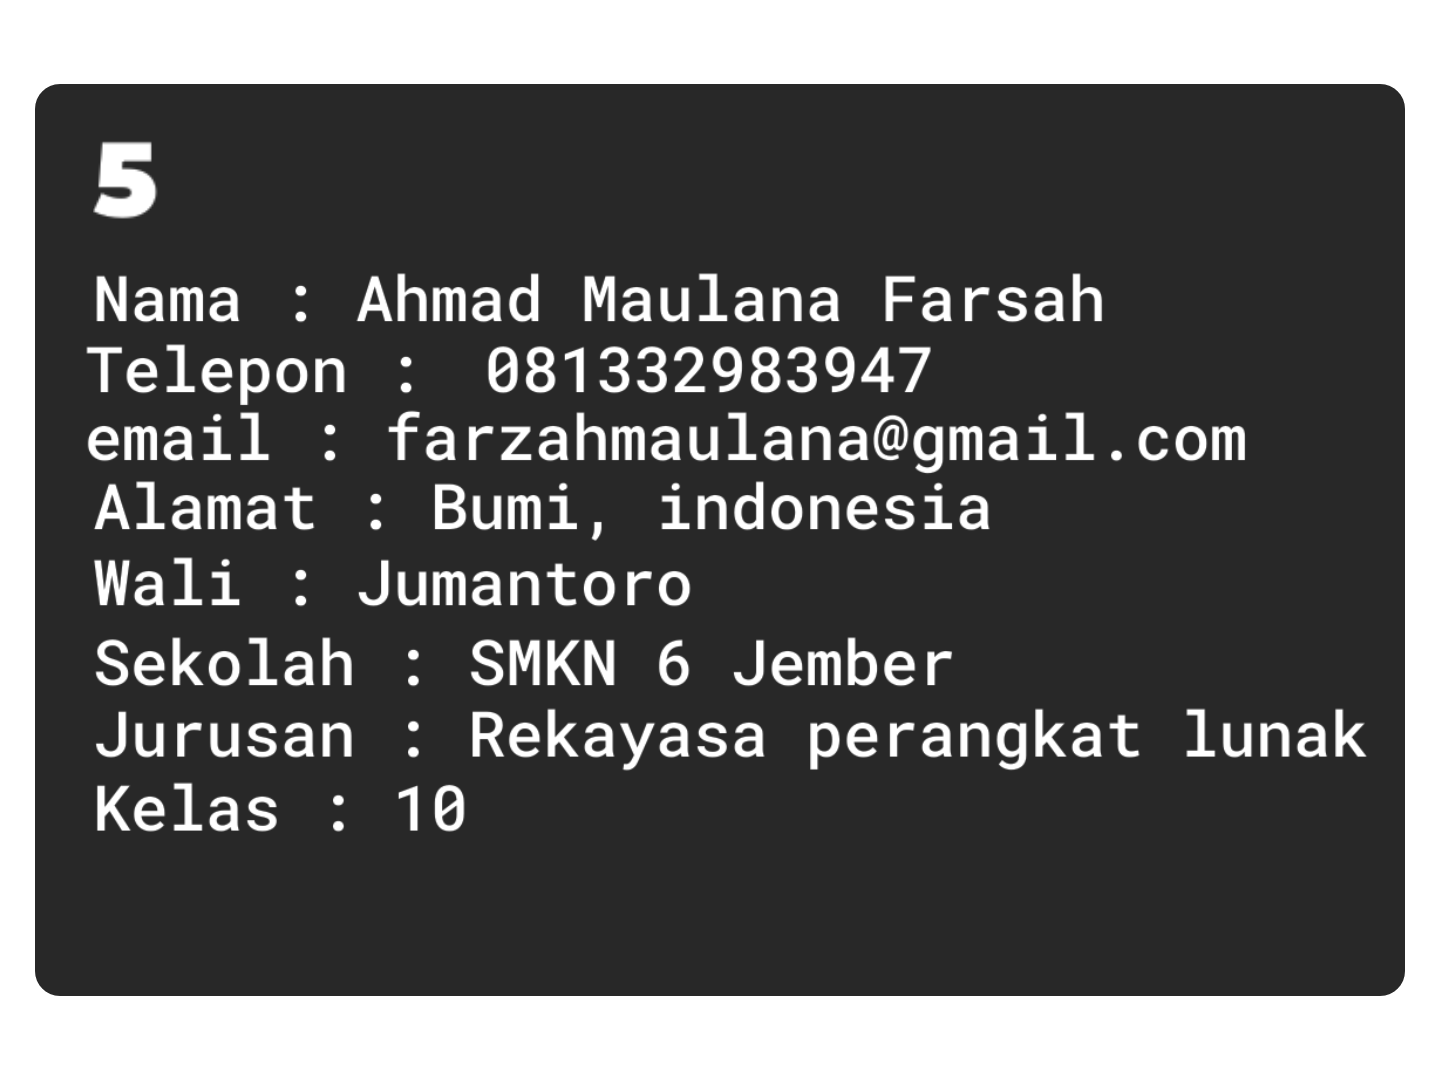 5
Nama : Ahmad Maulana Farsah
Telepon : 081332983947
email : farzahmaulana@gmail.com
Alamat : Bumi, indonesia
Wali : Jumantoro
Sekolah : SMKN 6 Jember
Jurusan : Rekayasa perangkat lunak
Kelas : 10